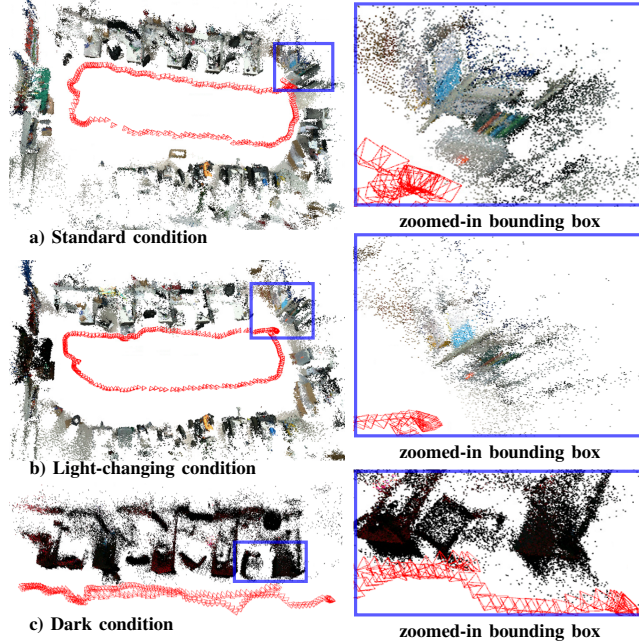 a) Standard condition
zoomed-in bounding box
b) Light-changing condition
zoomed-in bounding box
c) Dark condition
zoomed-in bounding box